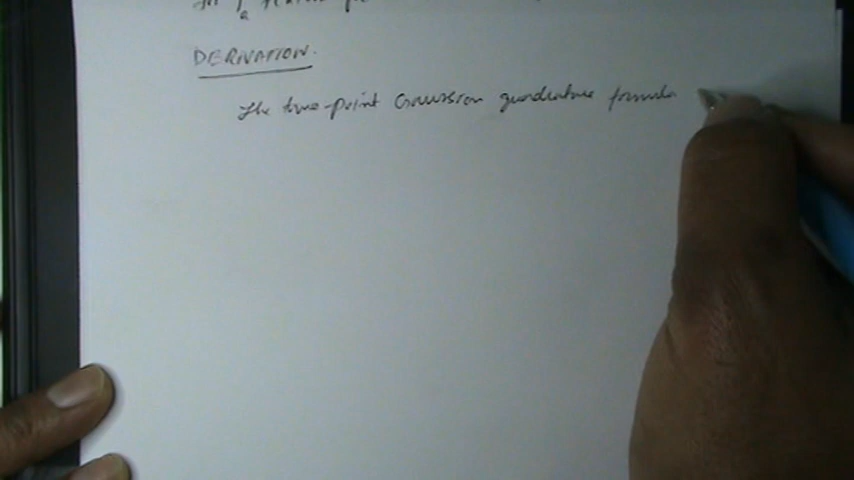 DERIVATION.
The two-point Gaussian quadrature formula